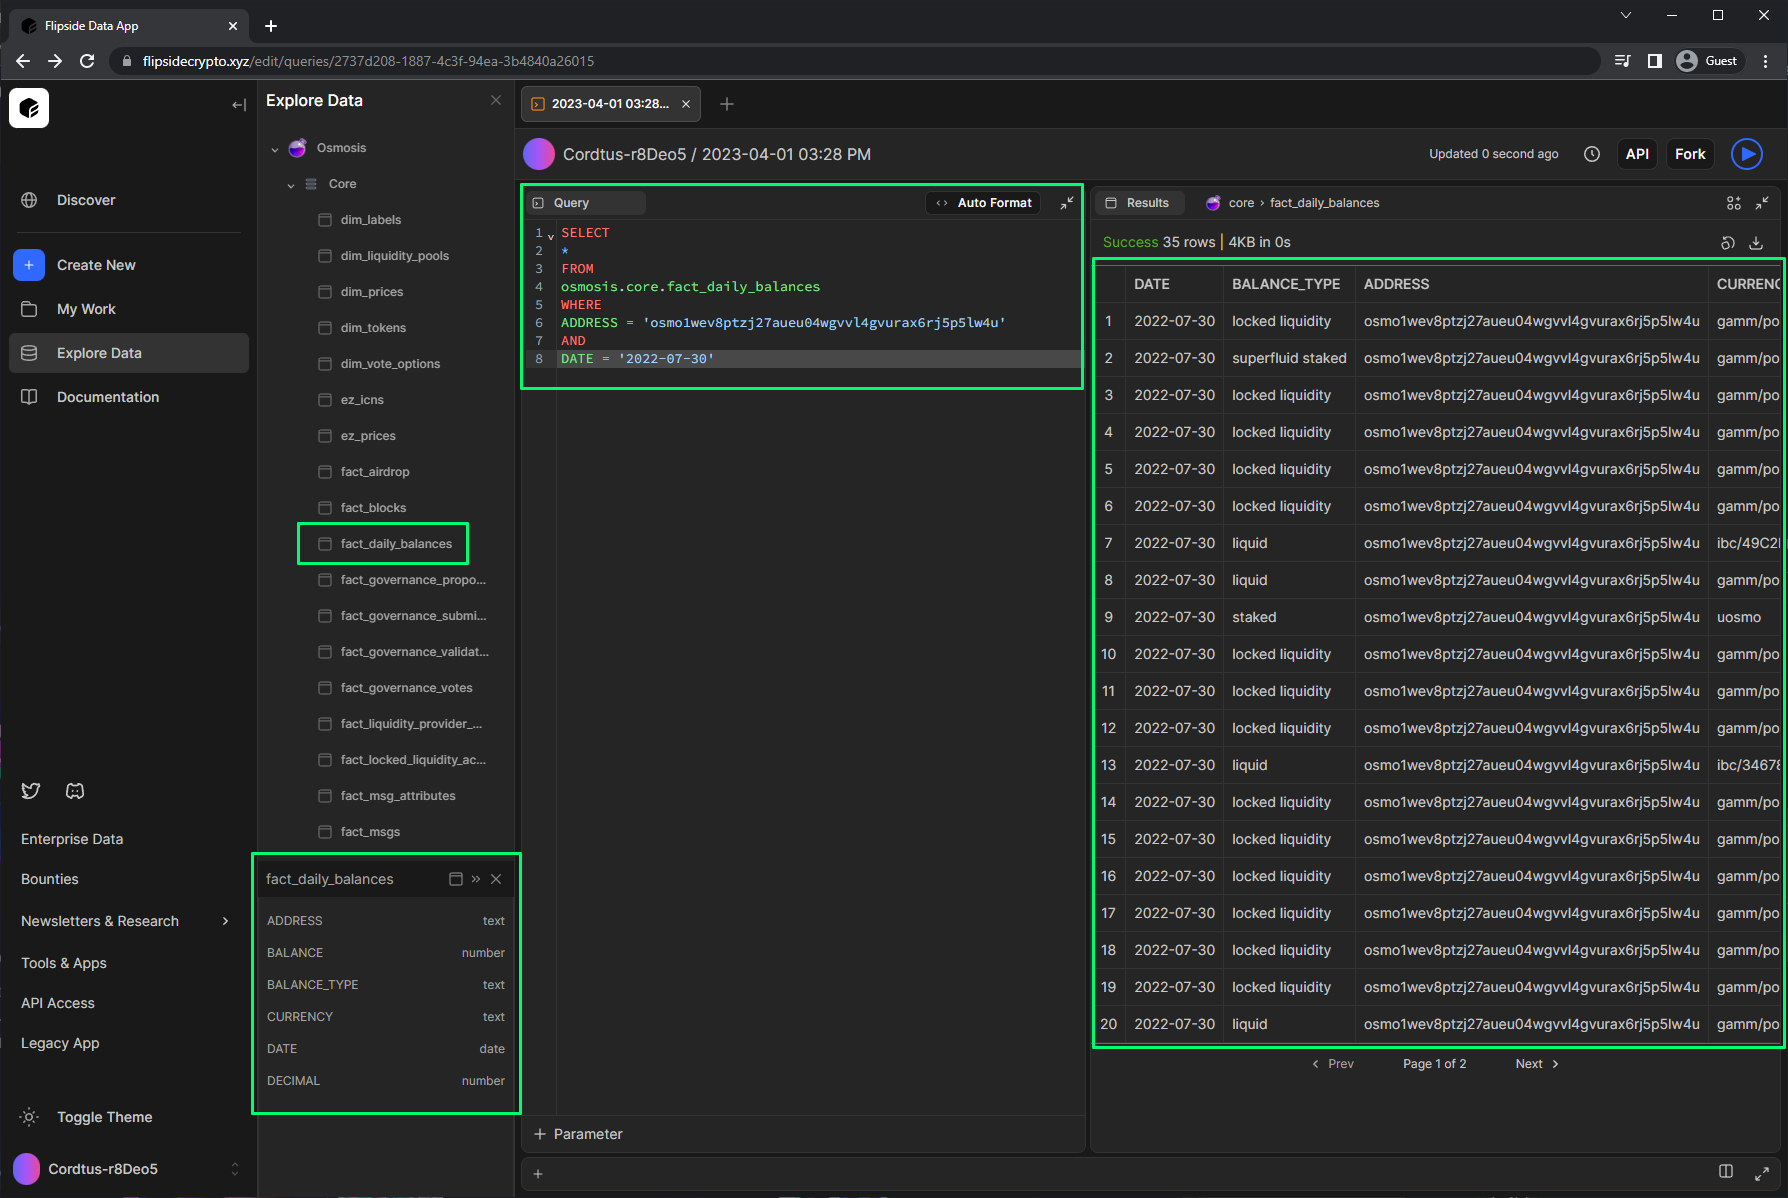 Flipside Data App
flipsidecrypto.xyz/edit/queries/2737d208-1887-4c3f-94ea-3b4840a26015
Guest
Discover
Create New
My Work
Explore Data
Documentation
Enterprise Data
Bounties
Newsletters & Research
Tools & Apps
API Access
Legacy App
Toggle Theme
Cordtus-r8Deo5
Explore Data
Osmosis
Core
dim_labels
dim_liquidity_pools
dim_prices
dim_tokens
dim_vote_options
ez_icns
ez_prices
fact_airdrop
fact_blocks
fact_daily_balances
fact_governance_propo...
fact_governance_submi...
fact_governance_validat...
fact_governance_votes
fact_liquidity_provider_...
fact_locked_liquidity_ac...
fact_msg_attributes
fact_msgs
fact_daily_balances
ADDRESS text
BALANCE number
BALANCE_TYPE text
CURRENCY text
DATE date
DECIMAL number
2023-04-01 03:28...
Cordtus-r8Deo5 / 2023-04-01 03:28 PM
Updated 0 second ago
API
Fork
Query
Auto Format
1 SELECT
2 *
3 FROM
4 osmosis.core.fact_daily_balances
5 WHERE
6 ADDRESS = 'osmo1wev8ptzj27aueu04wgvvl4gvurax6rj5p5lw4u'
7 AND
8 DATE = '2022-07-30'
+ Parameter
Results
core > fact_daily_balances
Success 35 rows | 4KB in 0s
DATE BALANCE_TYPE ADDRESS CURRENC
1 2022-07-30 locked liquidity osmo1wev8ptzj27aueu04wgvvl4gvurax6rj5p5lw4u gamm/po
2 2022-07-30 superfluid staked osmo1wev8ptzj27aueu04wgvvl4gvurax6rj5p5lw4u gamm/po
3 2022-07-30 locked liquidity osmo1wev8ptzj27aueu04wgvvl4gvurax6rj5p5lw4u gamm/po
4 2022-07-30 locked liquidity osmo1wev8ptzj27aueu04wgvvl4gvurax6rj5p5lw4u gamm/po
5 2022-07-30 locked liquidity osmo1wev8ptzj27aueu04wgvvl4gvurax6rj5p5lw4u gamm/po
6 2022-07-30 locked liquidity osmo1wev8ptzj27aueu04wgvvl4gvurax6rj5p5lw4u gamm/po
7 2022-07-30 liquid osmo1wev8ptzj27aueu04wgvvl4gvurax6rj5p5lw4u ibc/49C2
8 2022-07-30 liquid osmo1wev8ptzj27aueu04wgvvl4gvurax6rj5p5lw4u gamm/po
9 2022-07-30 staked osmo1wev8ptzj27aueu04wgvvl4gvurax6rj5p5lw4u uosmo
10 2022-07-30 locked liquidity osmo1wev8ptzj27aueu04wgvvl4gvurax6rj5p5lw4u gamm/po
11 2022-07-30 locked liquidity osmo1wev8ptzj27aueu04wgvvl4gvurax6rj5p5lw4u gamm/po
12 2022-07-30 locked liquidity osmo1wev8ptzj27aueu04wgvvl4gvurax6rj5p5lw4u gamm/po
13 2022-07-30 liquid osmo1wev8ptzj27aueu04wgvvl4gvurax6rj5p5lw4u ibc/34678
14 2022-07-30 locked liquidity osmo1wev8ptzj27aueu04wgvvl4gvurax6rj5p5lw4u gamm/po
15 2022-07-30 locked liquidity osmo1wev8ptzj27aueu04wgvvl4gvurax6rj5p5lw4u gamm/po
16 2022-07-30 locked liquidity osmo1wev8ptzj27aueu04wgvvl4gvurax6rj5p5lw4u gamm/po
17 2022-07-30 locked liquidity osmo1wev8ptzj27aueu04wgvvl4gvurax6rj5p5lw4u gamm/po
18 2022-07-30 locked liquidity osmo1wev8ptzj27aueu04wgvvl4gvurax6rj5p5lw4u gamm/po
19 2022-07-30 locked liquidity osmo1wev8ptzj27aueu04wgvvl4gvurax6rj5p5lw4u gamm/po
20 2022-07-30 liquid osmo1wev8ptzj27aueu04wgvvl4gvurax6rj5p5lw4u gamm/po
Prev Page 1 of 2 Next